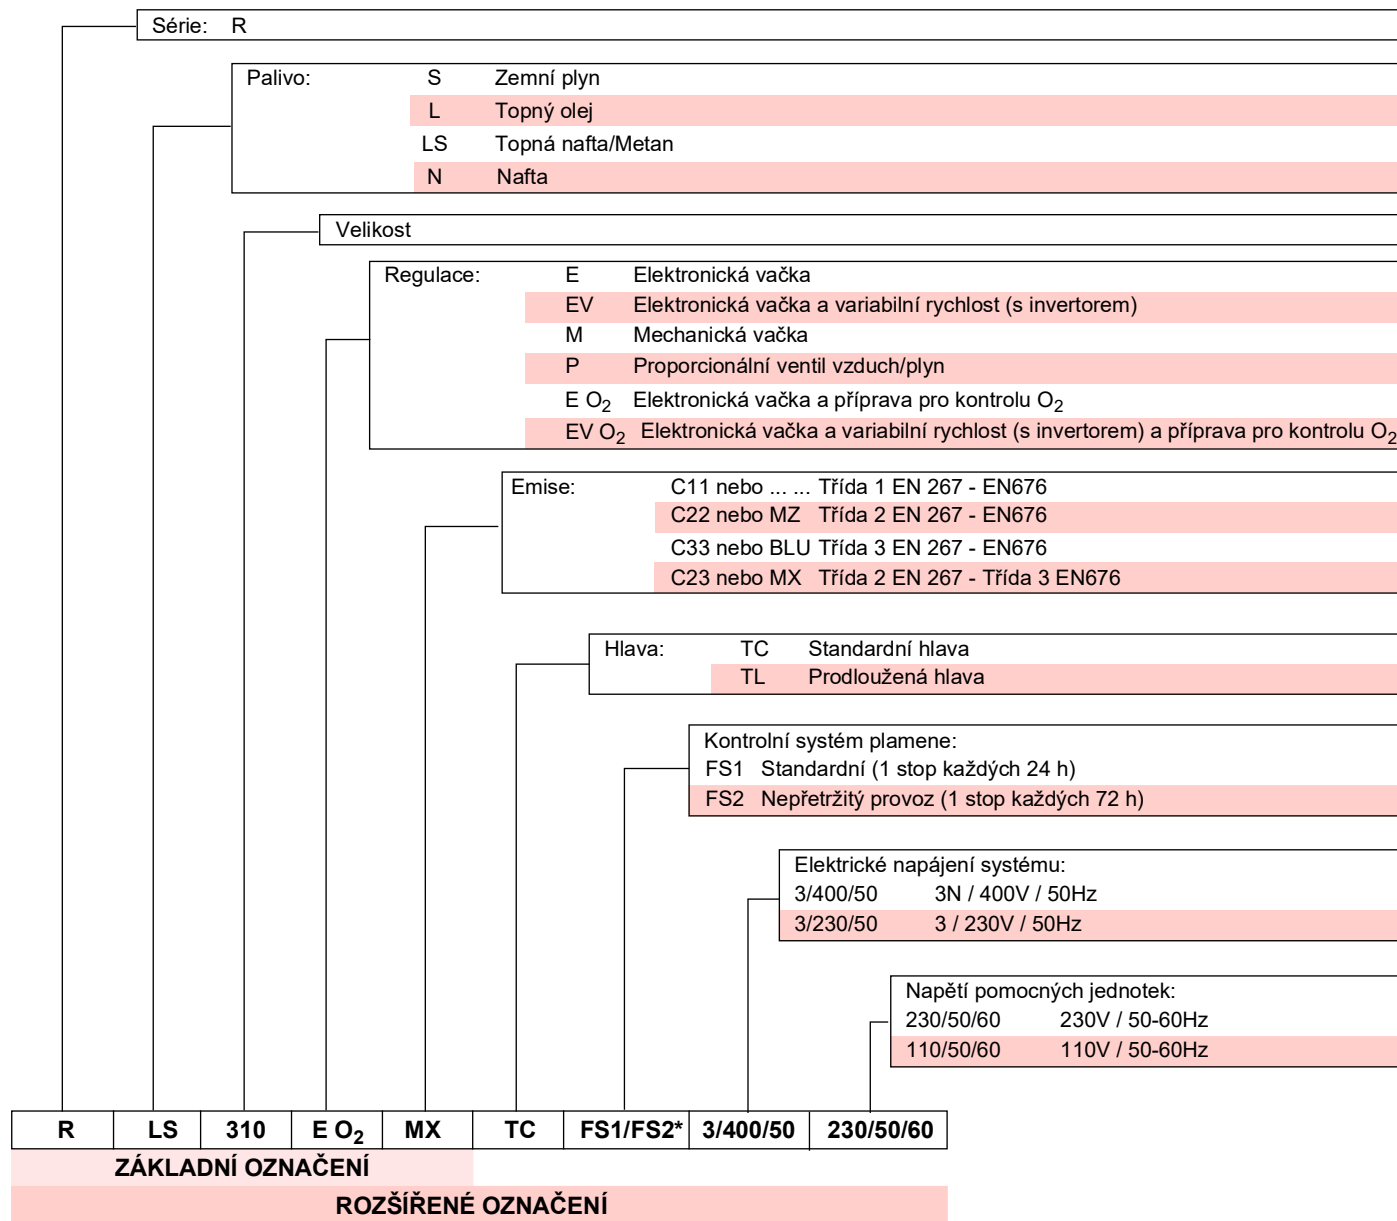 Série: R
Palivo: S Zemní plyn
L Topný olej
LS Topná nafta/Metan
N Nafta
Velikost
Regulace: E Elektronická vačka
EV Elektronická vačka a variabilní rychlost (s invertorem)
M Mechanická vačka
P Proporcionální ventil vzduch/plyn
E O₂ Elektronická vačka a příprava pro kontrolu O₂
EV O₂ Elektronická vačka a variabilní rychlost (s invertorem) a příprava pro kontrolu O₂
Emise: C11 nebo ... ... Třída 1 EN 267 - EN676
C22 nebo MZ Třída 2 EN 267 - EN676
C33 nebo BLU Třída 3 EN 267 - EN676
C23 nebo MX Třída 2 EN 267 - Třída 3 EN676
Hlava: TC Standardní hlava
TL Prodloužená hlava
Kontrolní systém plamene:
FS1 Standardní (1 stop každých 24 h)
FS2 Nepřetržitý provoz (1 stop každých 72 h)
Elektrické napájení systému:
3/400/50 3N / 400V / 50Hz
3/230/50 3 / 230V / 50Hz
Napětí pomocných jednotek:
230/50/60 230V / 50-60Hz
110/50/60 110V / 50-60Hz
R LS 310 E O₂ MX TC FS1/FS2* 3/400/50 230/50/60
ZÁKLADNÍ OZNAČENÍ
ROZŠÍŘENÉ OZNAČENÍ